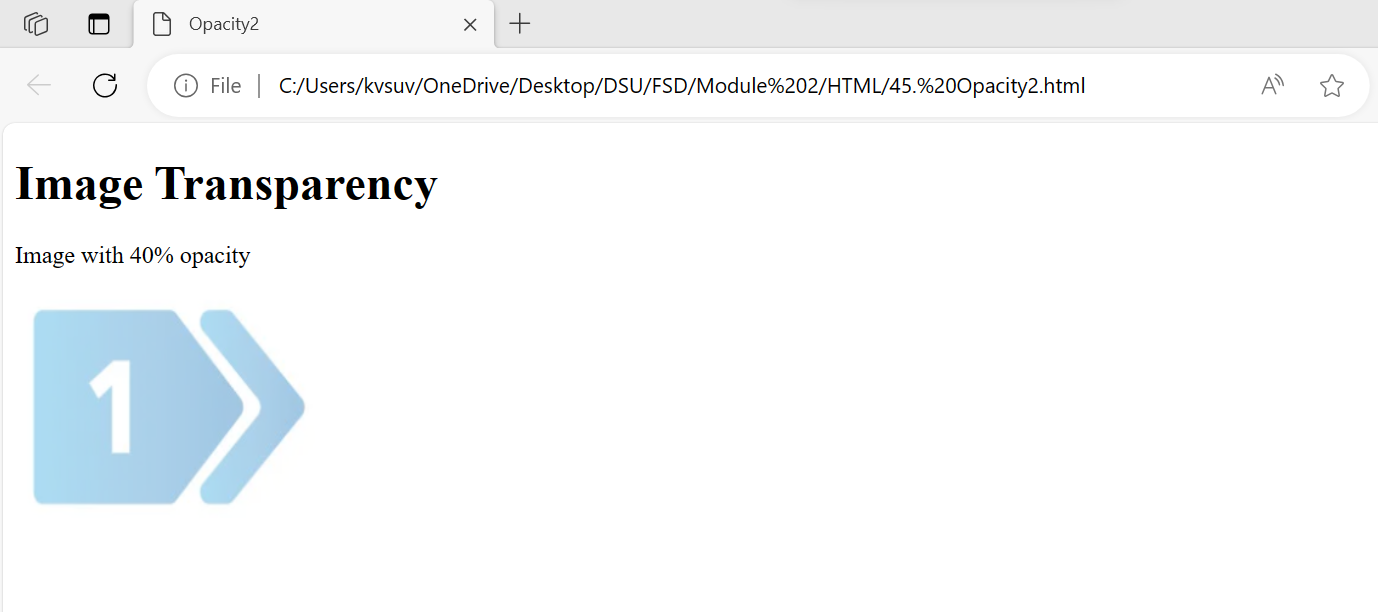 Opacity2
File
C:/Users/kvsuv/OneDrive/Desktop/DSU/FSD/Module%202/HTML/45.%20Opacity2.html
Image Transparency
Image with 40% opacity
1